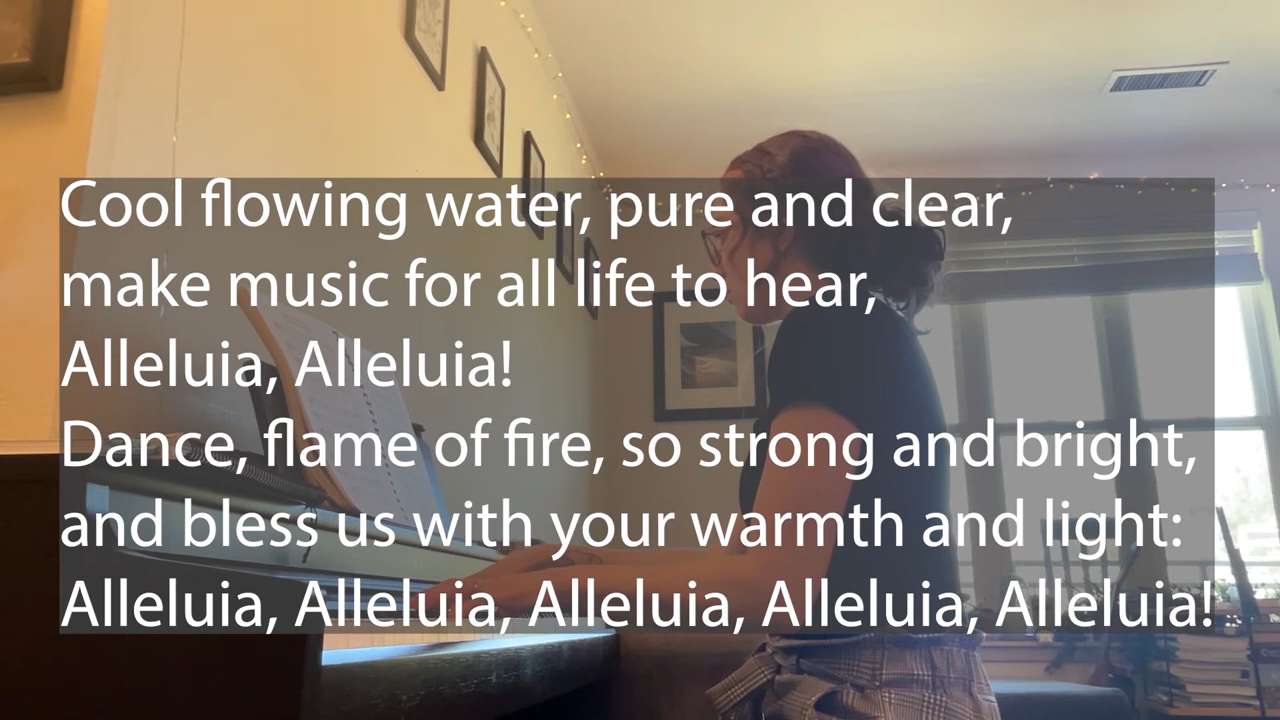 Cool flowing water, pure and clear,
make music for all life to hear,
Alleluia, Alleluia!
Dance, flame of fire, so strong and bright,
and bless us with your warmth and light:
Alleluia, Alleluia, Alleluia, Alleluia, Alleluia!